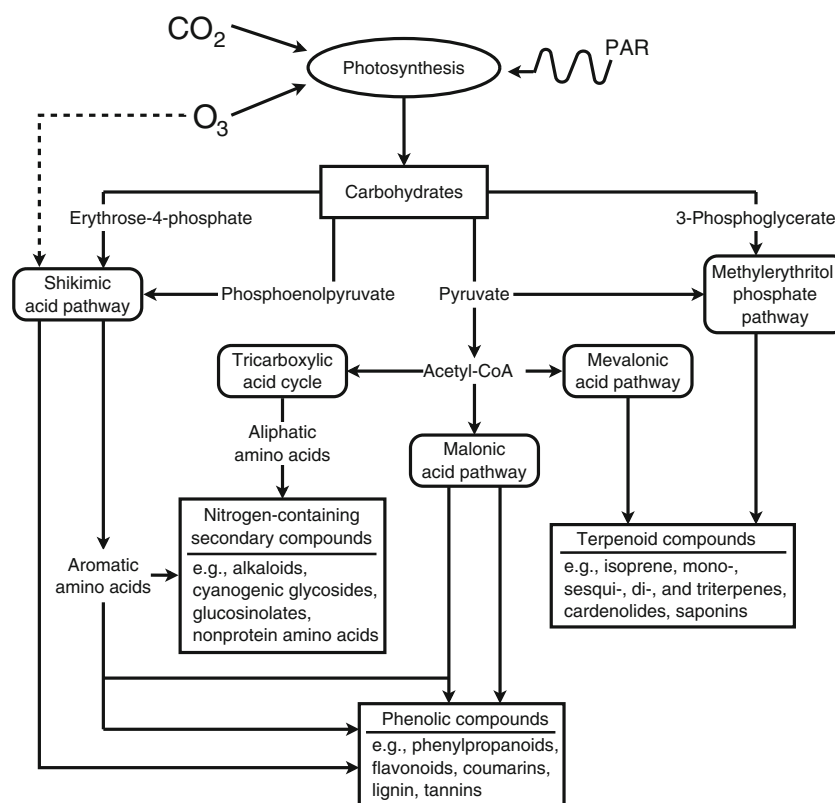 CO2
PAR
Photosynthesis
O3
Carbohydrates
Erythrose-4-phosphate
3-Phosphoglycerate
Shikimic
acid pathway
Phosphoenolpyruvate
Pyruvate
Methylerythritol
phosphate
pathway
Tricarboxylic
acid cycle
Acetyl-CoA
Mevalonic
acid pathway
Aliphatic
amino acids
Malonic
acid pathway
Nitrogen-containing
secondary compounds
e.g., alkaloids,
cyanogenic glycosides,
glucosinolates,
nonprotein amino acids
Terpenoid compounds
e.g., isoprene, mono-,
sesqui-, di-, and triterpenes,
cardenolides, saponins
Aromatic
amino acids
Phenolic compounds
e.g., phenylpropanoids,
flavonoids, coumarins,
lignin, tannins